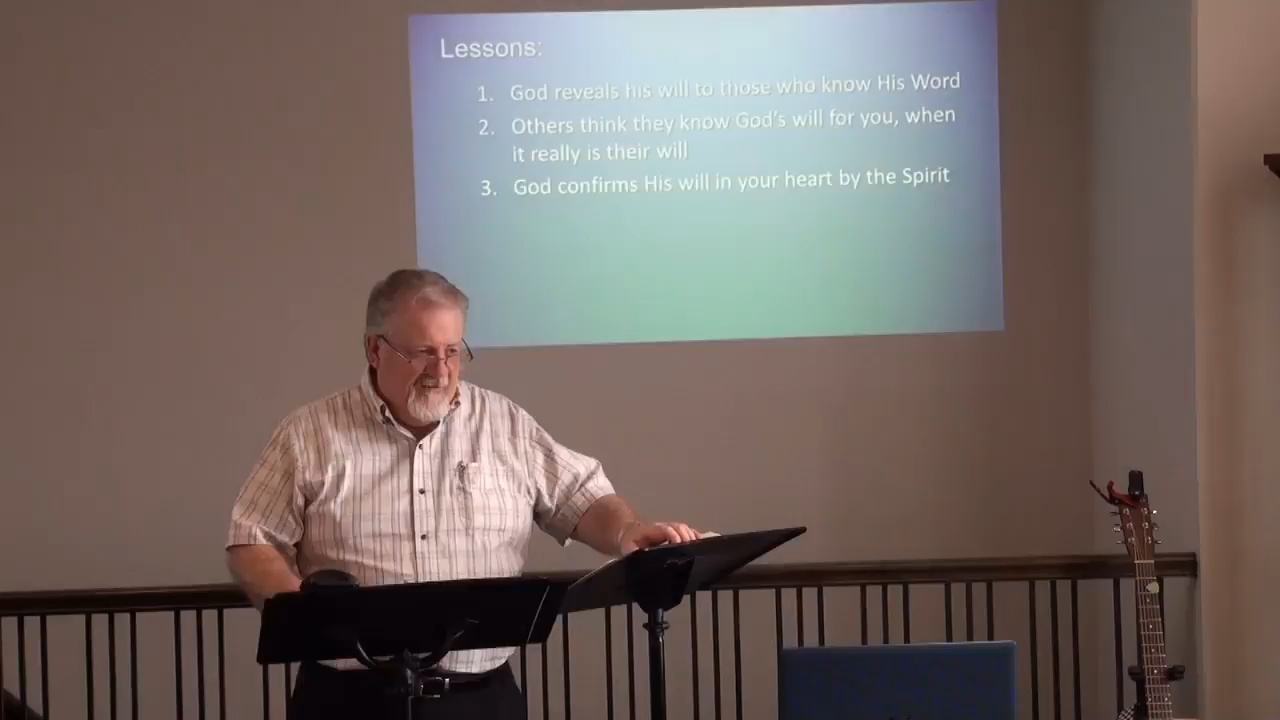 Lessons:
1. God reveals his will to those who know His Word
2. Others think they know God's will for you, when
it really is their will
3. God confirms His will in your heart by the Spirit